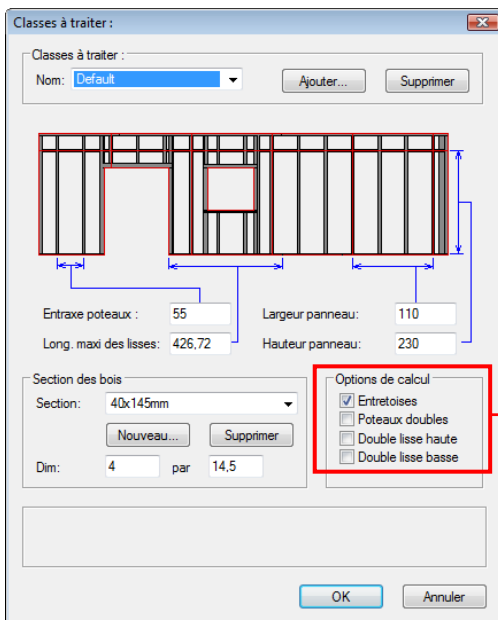 Classes à traiter :
Classes à traiter :
Nom: Default Ajouter... Supprimer
Entraxe poteaux : 55 Largeur panneau: 110
Long. maxi des lisses: 426,72 Hauteur panneau: 230
Section des bois
Section: 40x145mm
Nouveau... Supprimer
Dim: 4 par 14,5
Options de calcul
Entretoises
Poteaux doubles
Double lisse haute
Double lisse basse
OK Annuler